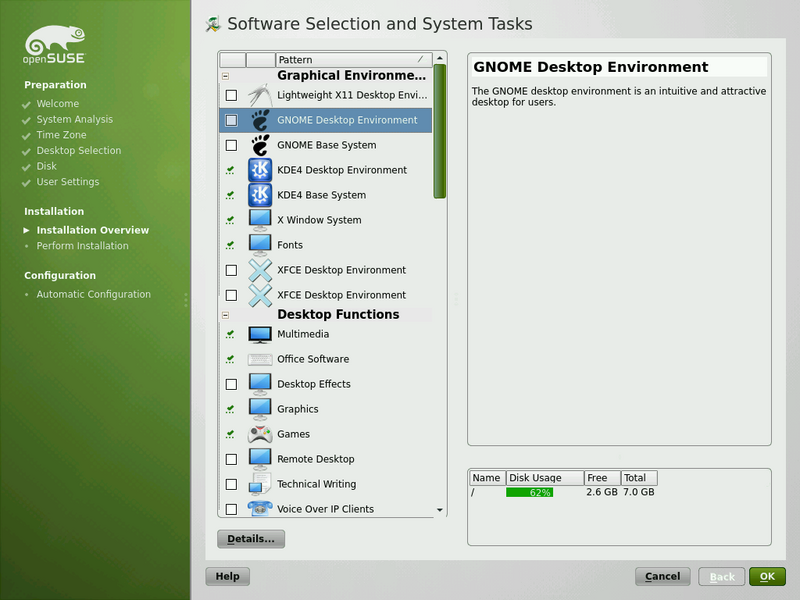 Software Selection and System Tasks
openSUSE
Preparation
Welcome
System Analysis
Time Zone
Desktop Selection
Disk
User Settings
Installation
Installation Overview
Perform Installation
Configuration
Automatic Configuration
Pattern
Graphical Environme...
Lightweight X11 Desktop Envi...
GNOME Desktop Environment
GNOME Base System
KDE4 Desktop Environment
KDE4 Base System
X Window System
Fonts
XFCE Desktop Environment
XFCE Desktop Environment
Desktop Functions
Multimedia
Office Software
Desktop Effects
Graphics
Games
Remote Desktop
Technical Writing
Voice Over IP Clients
Details...
GNOME Desktop Environment
The GNOME desktop environment is an intuitive and attractive
desktop for users.
Name Disk Usage Free Total
/ 62% 2.6 GB 7.0 GB
Help Cancel Back OK